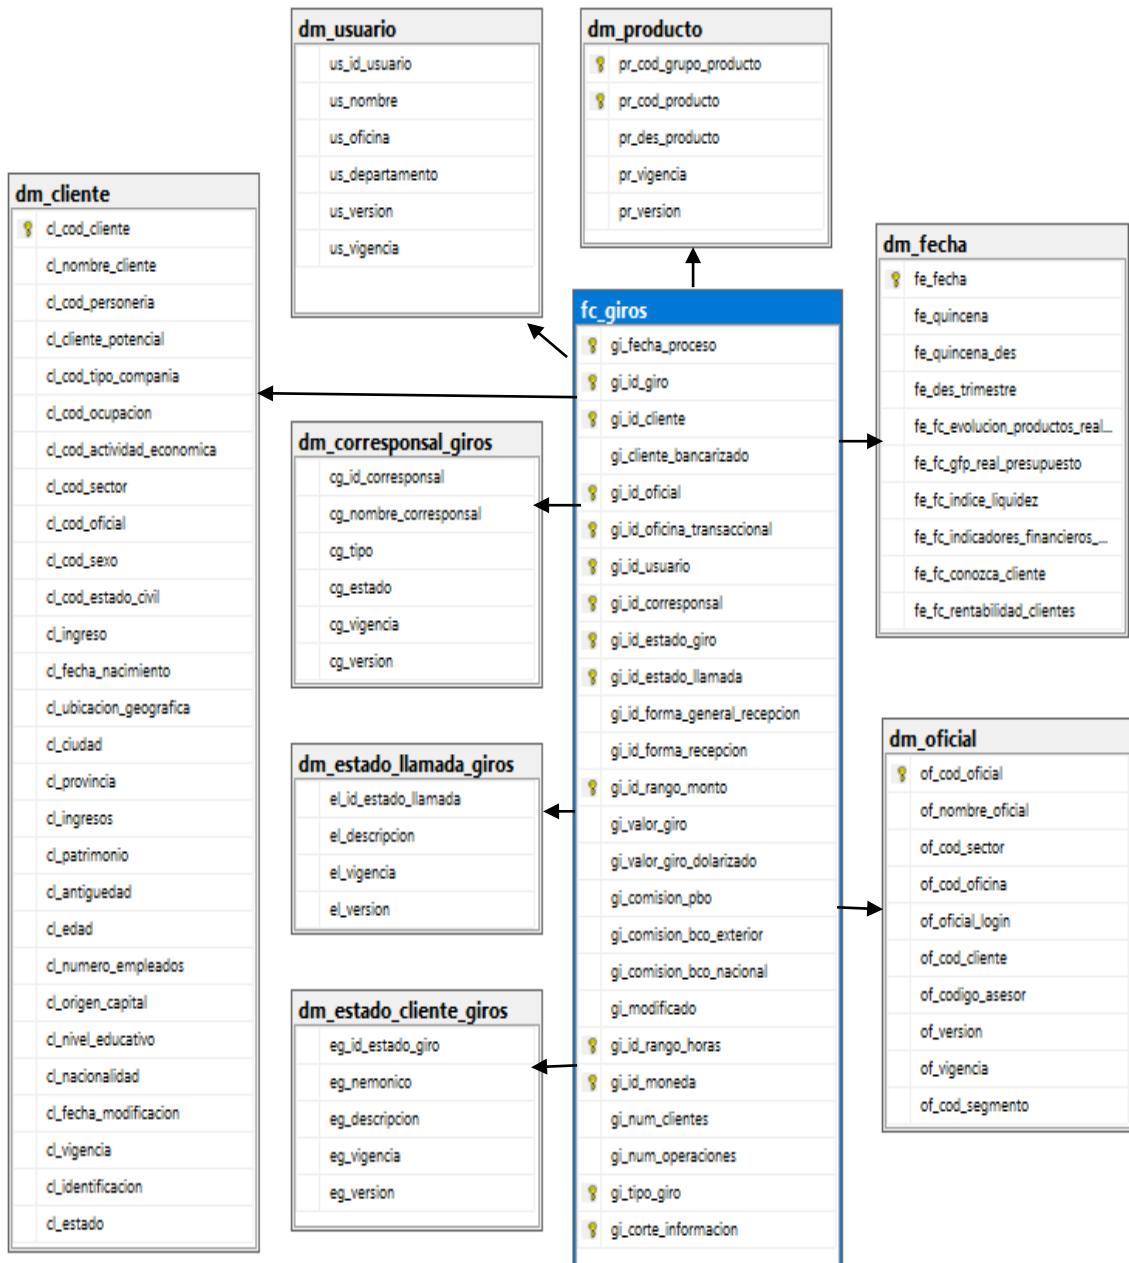 dm_usuario
us_id_usuario
us_nombre
us_oficina
us_departamento
us_version
us_vigencia
dm_producto
pr_cod_grupo_producto
pr_cod_producto
pr_des_producto
pr_vigencia
pr_version
dm_cliente
cl_cod_cliente
cl_nombre_cliente
cl_cod_personeria
cl_cliente_potencial
cl_cod_tipo_compania
cl_cod_ocupacion
cl_cod_actividad_economica
cl_cod_sector
cl_cod_oficial
cl_cod_sexo
cl_cod_estado_civil
cl_ingreso
cl_fecha_nacimiento
cl_ubicacion_geografica
cl_ciudad
cl_provincia
cl_ingresos
cl_patrimonio
cl_antiguedad
cl_edad
cl_numero_empleados
cl_origen_capital
cl_nivel_educativo
cl_nacionalidad
cl_fecha_modificacion
cl_vigencia
cl_identificacion
cl_estado
dm_corresponsal_giros
cg_id_corresponsal
cg_nombre_corresponsal
cg_tipo
cg_estado
cg_vigencia
cg_version
dm_estado_llamada_giros
el_id_estado_llamada
el_descripcion
el_vigencia
el_version
dm_estado_cliente_giros
eg_id_estado_giro
eg_nemonico
eg_descripcion
eg_vigencia
eg_version
fc_giros
gi_fecha_proceso
gi_id_giro
gi_id_cliente
gi_cliente_bancarizado
gi_id_oficial
gi_id_oficina_transaccional
gi_id_usuario
gi_id_corresponsal
gi_id_estado_giro
gi_id_estado_llamada
gi_id_forma_general_recepcion
gi_id_forma_recepcion
gi_id_rango_monto
gi_valor_giro
gi_valor_giro_dolarizado
gi_comision_pbo
gi_comision_bco_exterior
gi_comision_bco_nacional
gi_modificado
gi_id_rango_horas
gi_id_moneda
gi_num_clientes
gi_num_operaciones
gi_tipo_giro
gi_corte_informacion
dm_fecha
fe_fecha
fe_quincena
fe_quincena_des
fe_des_trimestre
fe_fc_evolucion_productos_real...
fe_fc_gfp_real_presupuesto
fe_fc_indice_liquidez
fe_fc_indicadores_financieros_...
fe_fc_conozca_cliente
fe_fc_rentabilidad_clientes
dm_oficial
of_cod_oficial
of_nombre_oficial
of_cod_sector
of_cod_oficina
of_oficial_login
of_cod_cliente
of_codigo_asesor
of_version
of_vigencia
of_cod_segmento